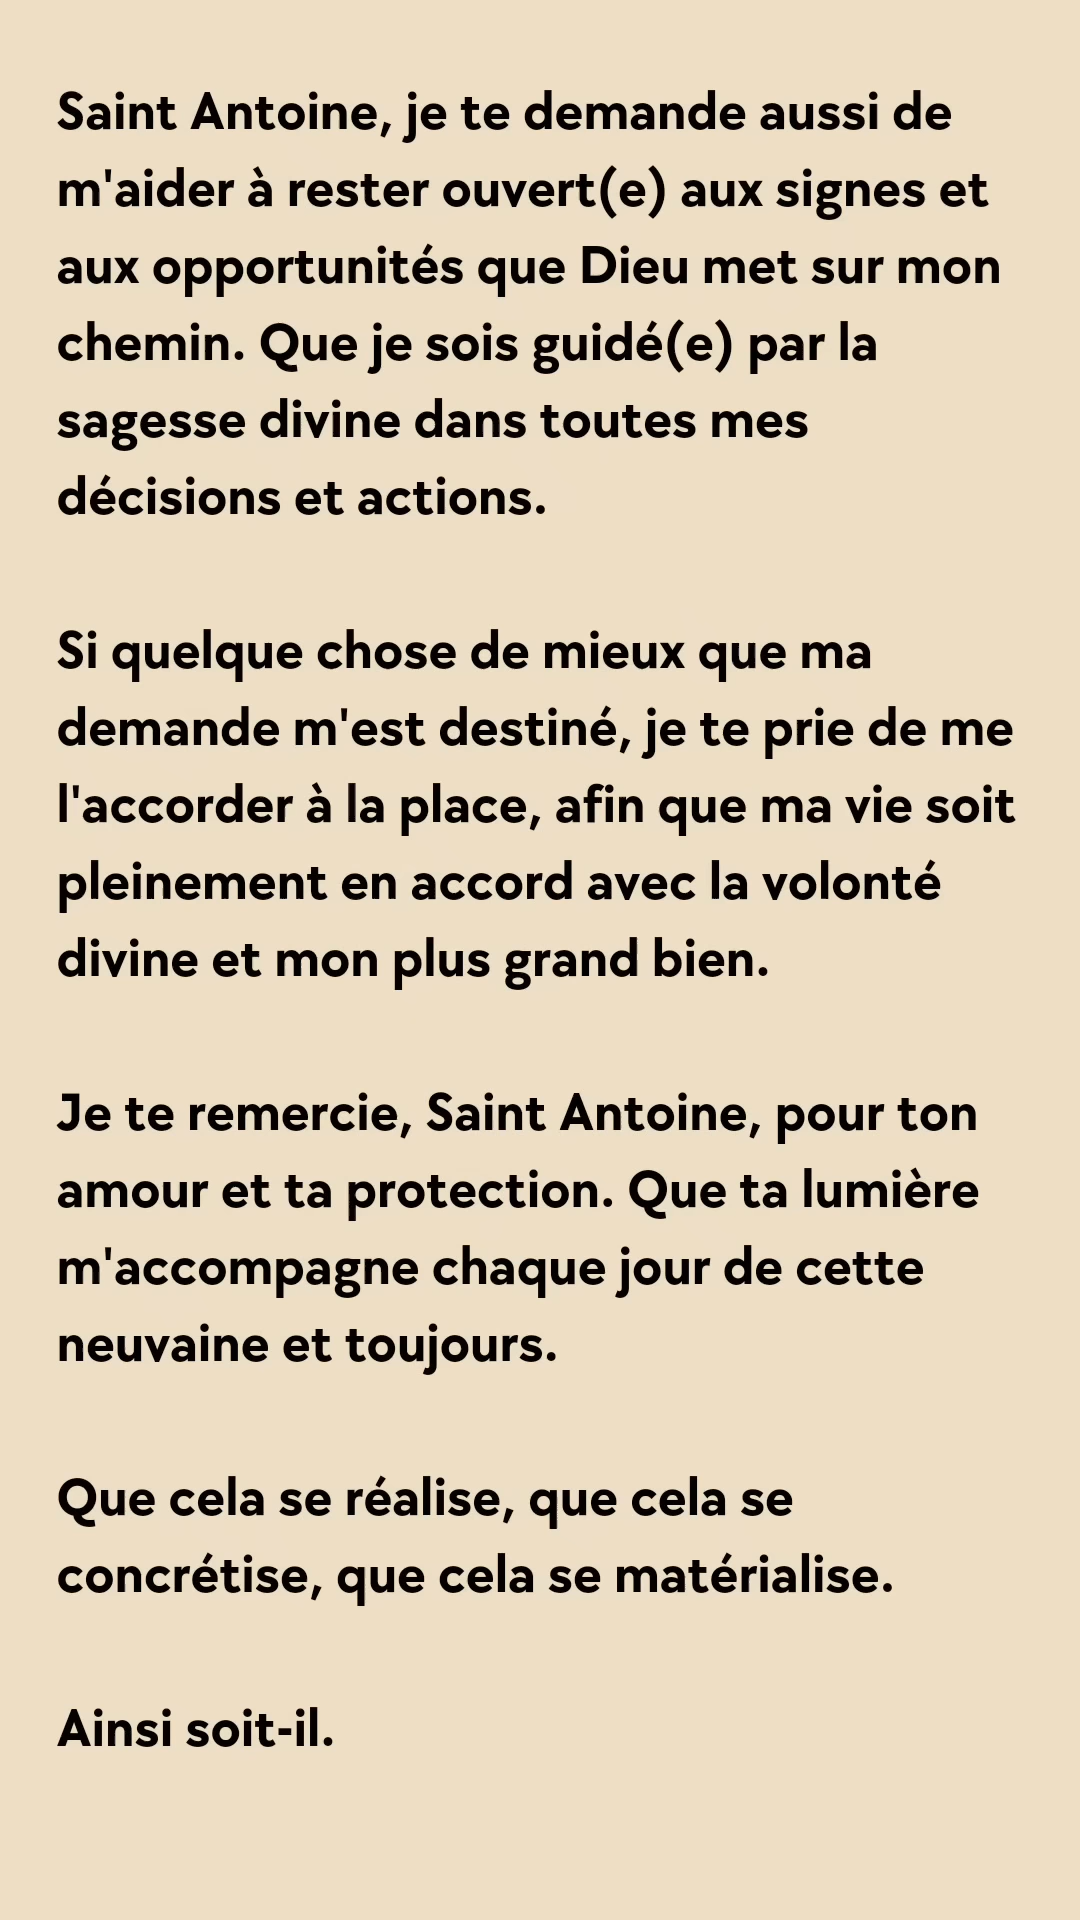 Saint Antoine, je te demande aussi de
m'aider à rester ouvert(e) aux signes et
aux opportunités que Dieu met sur mon
chemin. Que je sois guidé(e) par la
sagesse divine dans toutes mes
décisions et actions.
Si quelque chose de mieux que ma
demande m'est destiné, je te prie de me
l'accorder à la place, afin que ma vie soit
pleinement en accord avec la volonté
divine et mon plus grand bien.
Je te remercie, Saint Antoine, pour ton
amour et ta protection. Que ta lumière
m'accompagne chaque jour de cette
neuvaine et toujours.
Que cela se réalise, que cela se
concrétise, que cela se matérialise.
Ainsi soit-il.